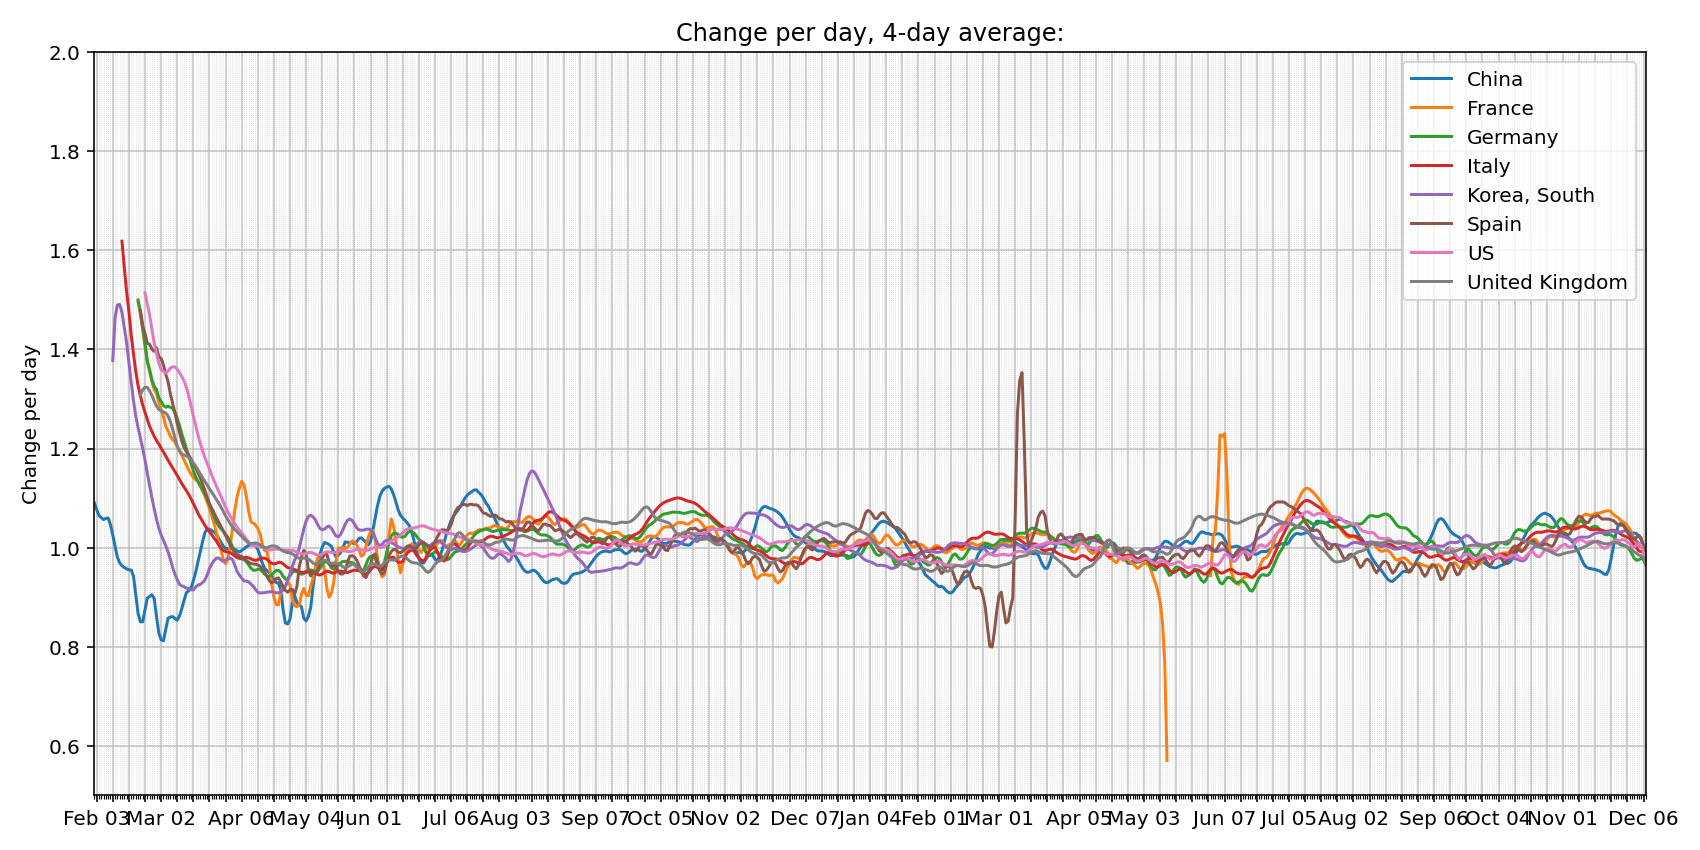 Change per day, 4-day average:
Change per day
2.0
1.8
1.6
1.4
1.2
1.0
0.8
0.6
China
France
Germany
Italy
Korea, South
Spain
US
United Kingdom
Feb 03 Mar 02 Apr 06 May 04 Jun 01 Jul 06 Aug 03 Sep 07 Oct 05 Nov 02 Dec 07 Jan 04 Feb 01 Mar 01 Apr 05 May 03 Jun 07 Jul 05 Aug 02 Sep 06 Oct 04 Nov 01 Dec 06